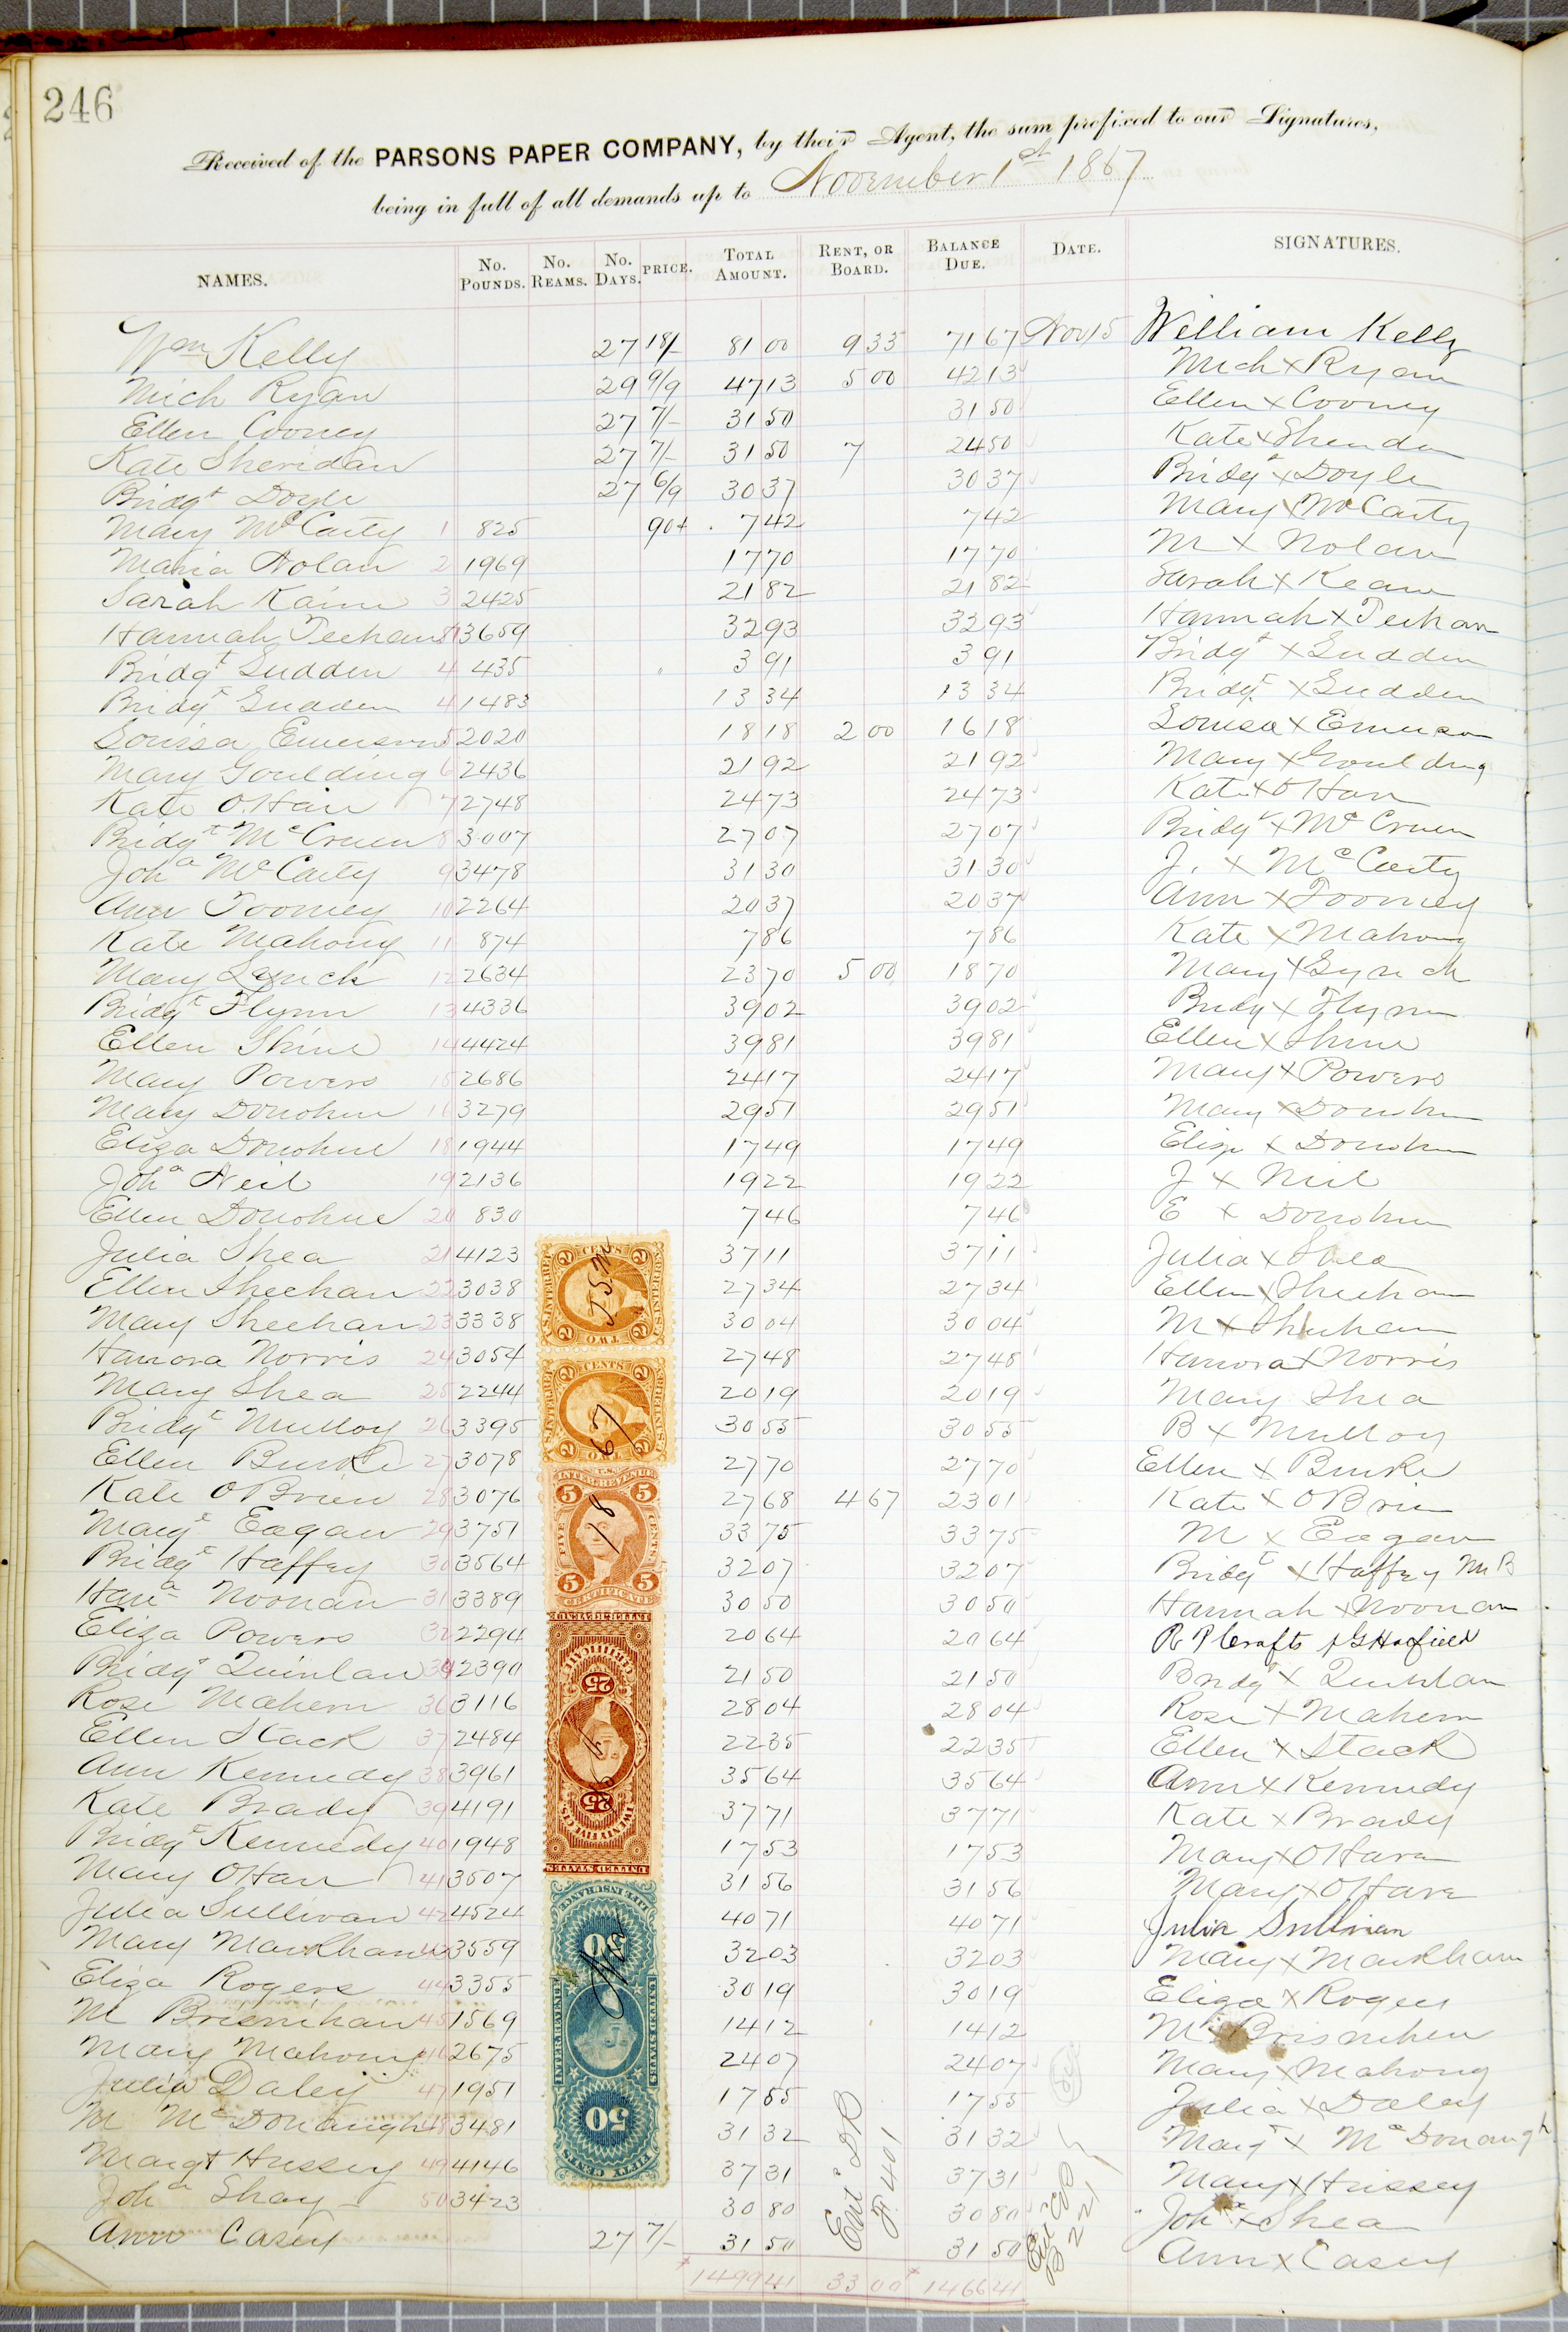 246
Received of the PARSONS PAPER COMPANY, by their Agent, the sum prefixed to our Signatures,
being in full of all demands up to November 1st 1867
NAMES. No. POUNDS. No. REAMS. No. DAYS. PRICE. TOTAL AMOUNT. RENT, OR BOARD. BALANCE DUE. DATE. SIGNATURES.
Wm Kelly 27 18/- 81 00 9 33 71 67 Nov 15 William Kelly
Mich Ryan 29 9/9 47 13 5 00 42 13 Mich x Ryan
Ellen Cooney 27 7/- 31 50 31 50 Ellen x Cooney
Kate Sheridan 27 7/- 31 50 7 24 50 Kate x Sheridan
Bridgt Doyle 27 6/9 30 37 30 37 Bridgt x Doyle
Mary McCarty 1 825 90+ 7 42 7 42 Mary x McCarty
Maria Nolan 2 1969 17 70 17 70 M x Nolan
Sarah Kain 3 2425 21 82 21 82 Sarah x Kean
Hannah Teehan 3659 32 93 32 93 Hannah x Teehan
Bridgt Sudden 4 435 " 3 91 3 91 Bridgt x Sudden
Bridgt Sudden 4 1483 13 34 13 34 Bridgt x Sudden
Louisa Emerson 5 2020 18 18 2 00 16 18 Louisa x Emerson
Mary Goulding 6 2436 21 92 21 92 Mary x Goulding
Kate O.Hair 7 2748 24 73 24 73 Kate x OHair
Bridgt McCruen 8 3007 27 07 27 07 Bridgt x McCruen
Joha McCarty 9 3478 31 30 31 30 J. x McCarty
Ann Toomey 10 2264 20 37 20 37 Ann x Toomey
Kate Mahony 11 874 7 86 7 86 Kate x Mahony
Mary Lynch 12 2634 23 70 5 00 18 70 Mary x Lynch
Bridgt Flynn 13 4336 39 02 39 02 Bridg x Flynn
Ellen Shine 14 4424 39 81 39 81 Ellen x Shine
Mary Powers 15 2686 24 17 24 17 Mary x Powers
Mary Donohue 16 3279 29 51 29 51 Mary x Donohue
Eliza Donohue 18 1944 17 49 17 49 Eliza x Donohue
Joha Neil 19 2136 19 22 19 22 J x Neil
Ellen Donohue 20 830 7 46 7 46 E x Donohue
Julia Shea 21 4123 37 11 37 11 Julia x Shea
Ellen Sheehan 22 3038 27 34 27 34 Ellen x Sheehan
Mary Sheehan 23 3338 30 04 30 04 M x Sheehan
Hanora Norris 24 3054 27 48 27 48 Hanora x Norris
Mary Shea 25 2244 20 19 20 19 Mary Shea
Bridgt Mulloy 26 3395 30 55 30 55 B x Mulloy
Ellen Burke 27 3078 27 70 27 70 Ellen x Burke
Kate OBrien 28 3076 27 68 4 67 23 01 Kate x OBrien
Margt Eagan 29 3751 33 75 33 75 M x Eagan
Bridgt Haffey 30 3564 32 07 32 07 Bridgt x Haffey M B
Hana Noonan 31 3389 30 50 30 50 Hannah x Noonan
Eliza Powers 32 2294 20 64 20 64 R P Crafts
Bridgt Quinlan 2390 21 50 21 50 Bridgt x Quinlan
Rose Mahern 36 3116 28 04 28 04 Rose x Mahern
Ellen Stack 37 2484 22 35 22 35 Ellen x Stack
Ann Kennedy 38 3961 35 64 35 64 Ann x Kennedy
Kate Brady 39 4191 37 71 37 71 Kate x Brady
Bridgt Kennedy 40 1948 17 53 17 53 Mary x OHara
Mary OHan 41 3507 31 56 31 56 Mary x OHara
Julia Sullivan 42 4524 40 71 40 71 Julia Sullivan
Mary Markham 43 3559 32 03 32 03 Mary x Markham
Eliza Rogers 44 3355 30 19 30 19 Eliza x Rogers
M Brisnihan 45 1569 14 12 14 12 M x Brisnihen
Mary Mahony 46 2675 24 07 24 07 Mary x Mahony
Julia Daley 47 1951 17 55 17 55 Julia x Daley
M McDonaugh 48 3481 31 32 31 32 Margt x McDonaugh
Margt Hussey 49 4146 37 31 37 31 Mary x Hussey
Joha Shay 50 3423 30 80 30 80 Joha x Shea
Ann Casey 27 7/- 31 50 31 50 Ann x Casey
1499 41 33 00 1466 41
Ent DB
F 401
Ent CB
B 221
U.S. INTER. REVENUE
TWO CENTS
TWO CENTS
67
FIVE CENTS
CERTIFICATE
18
INTER. REVENUE
CERTIFICATE
25
UNITED STATES
LIFE INSURANCE
50
Nov
INTER. REVENUE
UNITED STATES
50
FIFTY CENTS